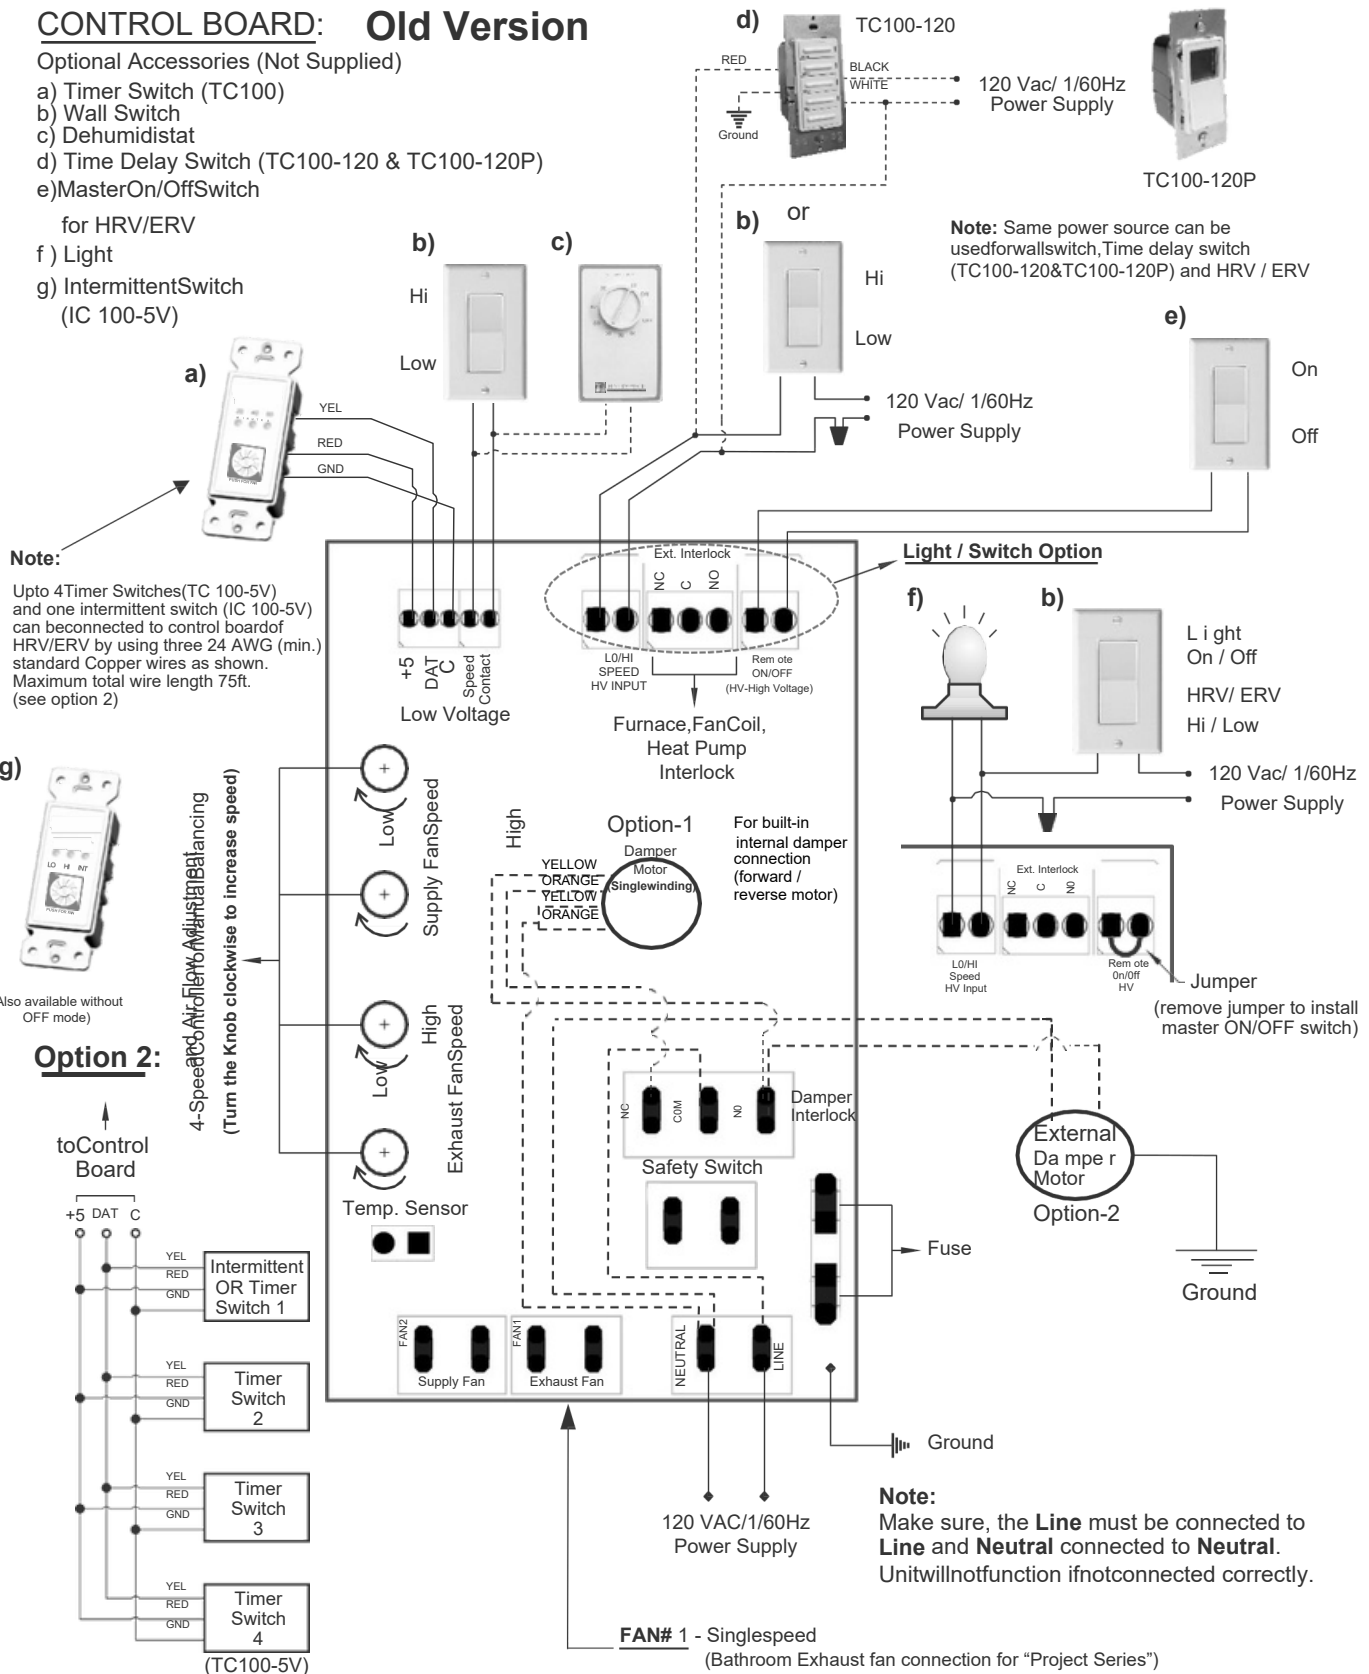 CONTROL BOARD: Old Version
Optional Accessories (Not Supplied)
a) Timer Switch (TC100)
b) Wall Switch
c) Dehumidistat
d) Time Delay Switch (TC100-120 & TC100-120P)
e)MasterOn/OffSwitch
for HRV/ERV
f ) Light
g) IntermittentSwitch
(IC 100-5V)
d)
TC100-120
RED
BLACK
WHITE
Ground
120 Vac/ 1/60Hz
Power Supply
TC100-120P
Note: Same power source can be
usedforwallswitch,Time delay switch
(TC100-120&TC100-120P) and HRV / ERV
b)
Hi
Low
c)
b)
or
Hi
Low
120 Vac/ 1/60Hz
Power Supply
e)
On
Off
a)
YEL
RED
GND
Note:
Upto 4Timer Switches(TC 100-5V)
and one intermittent switch (IC 100-5V)
can beconnected to control boardof
HRV/ERV by using three 24 AWG (min.)
standard Copper wires as shown.
Maximum total wire length 75ft.
(see option 2)
+5
DAT
C
Speed
Contact
Low Voltage
Ext. Interlock
NC
C
NO
L0/HI
SPEED
HV INPUT
Rem ote
ON/OFF
(HV-High Voltage)
Furnace,FanCoil,
Heat Pump
Interlock
Light / Switch Option
f)
b)
L i ght
On / Off
HRV/ ERV
Hi / Low
120 Vac/ 1/60Hz
Power Supply
Ext. Interlock
NC
C
N0
L0/HI
Speed
HV Input
Rem ote
0n/0ff
HV
Jumper
(remove jumper to install
master ON/OFF switch)
g)
LO HI INT
Also available without
OFF mode)
4-SpeedControllerforManualBalancing
and Air Flow Adjustment
(Turn the Knob clockwise to increase speed)
Low
High
Supply FanSpeed
Low
High
Exhaust FanSpeed
Option-1
Damper
Motor
(Singlewinding)
YELLOW
ORANGE
YELLOW
ORANGE
For built-in
internal damper
connection
(forward /
reverse motor)
NC
C0M
N0
Damper
Interlock
Safety Switch
Temp. Sensor
Fuse
External
Da mpe r
Motor
Option-2
Ground
FAN2
Supply Fan
FAN1
Exhaust Fan
NEUTRAL
LINE
Ground
120 VAC/1/60Hz
Power Supply
Note:
Make sure, the Line must be connected to
Line and Neutral connected to Neutral.
Unitwillnotfunction ifnotconnected correctly.
FAN# 1 - Singlespeed
(Bathroom Exhaust fan connection for “Project Series”)
Option 2:
toControl
Board
+5 DAT C
YEL
RED
GND
Intermittent
OR Timer
Switch 1
YEL
RED
GND
Timer
Switch
2
YEL
RED
GND
Timer
Switch
3
YEL
RED
GND
Timer
Switch
4
(TC100-5V)